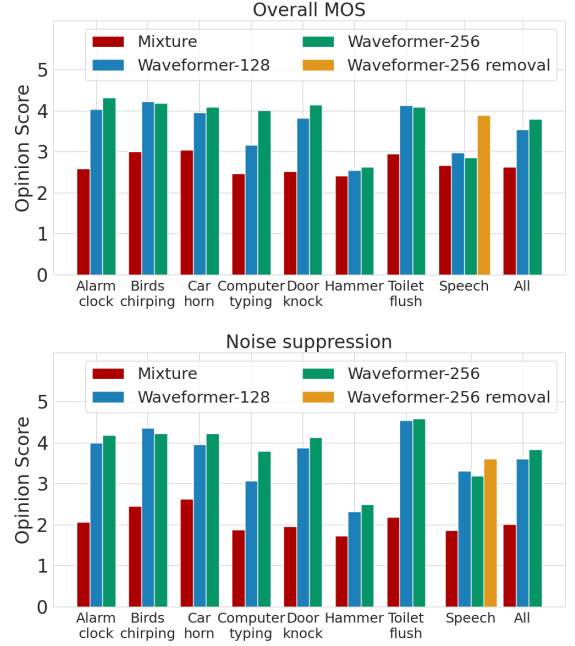 Overall MOS
Mixture
Waveformer-128
Waveformer-256
Waveformer-256 removal
Opinion Score
5
4
3
2
1
0
Alarm clock
Birds chirping
Car horn
Computer typing
Door knock
Hammer
Toilet flush
Speech
All
Noise suppression
Mixture
Waveformer-128
Waveformer-256
Waveformer-256 removal
Opinion Score
5
4
3
2
1
0
Alarm clock
Birds chirping
Car horn
Computer typing
Door knock
Hammer
Toilet flush
Speech
All